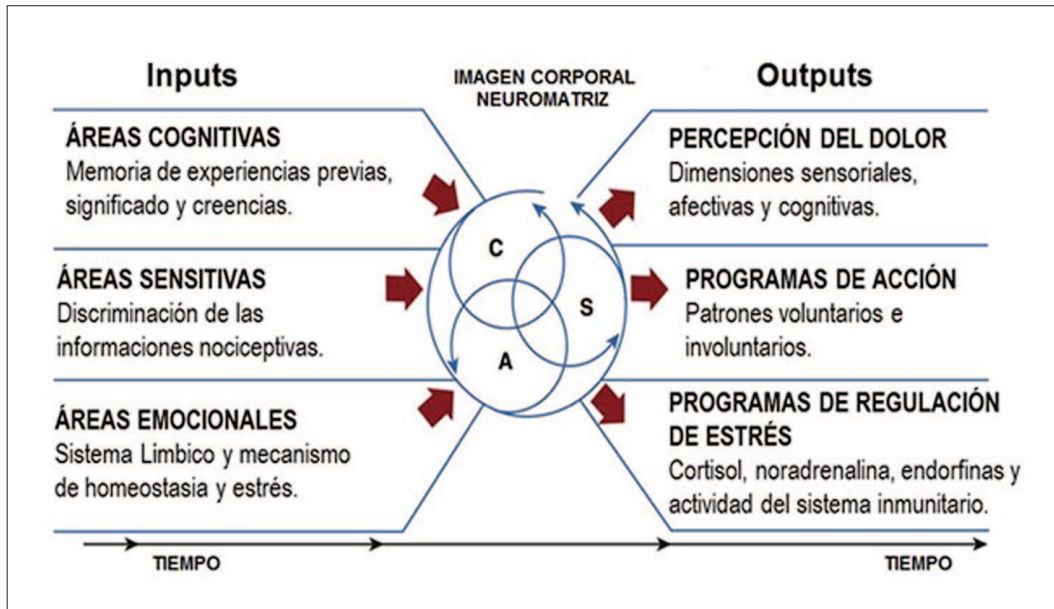 Inputs
ÁREAS COGNITIVAS
Memoria de experiencias previas,
significado y creencias.
ÁREAS SENSITIVAS
Discriminación de las
informaciones nociceptivas.
ÁREAS EMOCIONALES
Sistema Limbico y mecanismo
de homeostasia y estrés.
IMAGEN CORPORAL
NEUROMATRIZ
C
S
A
Outputs
PERCEPCIÓN DEL DOLOR
Dimensiones sensoriales,
afectivas y cognitivas.
PROGRAMAS DE ACCIÓN
Patrones voluntarios e
involuntarios.
PROGRAMAS DE REGULACIÓN
DE ESTRÉS
Cortisol, noradrenalina, endorfinas y
actividad del sistema inmunitario.
TIEMPO
TIEMPO